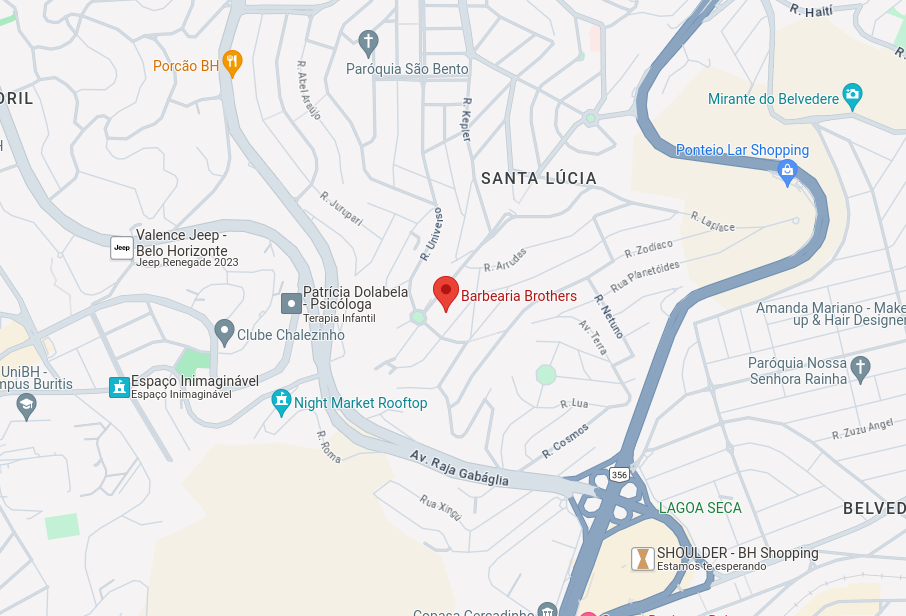 R. Haití
Porcão BH
Paróquia São Bento
R. Abel Araújo
R. Kepler
Mirante do Belvedere
Ponteio Lar Shopping
SANTA LÚCIA
R. Jurupari
R. Universo
R. Laplace
Valence Jeep -
Belo Horizonte
Jeep Renegade 2023
Jeep
R. Zodíaco
R. Arrudas
Rua Planetóides
Patrícia Dolabela
- Psicóloga
Terapia Infantil
Barbearia Brothers
R. Netuno
Amanda Mariano - Make
up & Hair Designer
Clube Chalezinho
Av. Terra
Paróquia Nossa
Senhora Rainha
UniBH -
mpus Buritis
Espaço Inimaginável
Espaço Inimaginável
Night Market Rooftop
R. Lua
R. Zuzu Angel
R. Cosmos
R. Roma
Av. Raja Gabáglia
356
Rua Xingu
LAGOA SECA
BELVED
SHOULDER - BH Shopping
Estamos te esperando